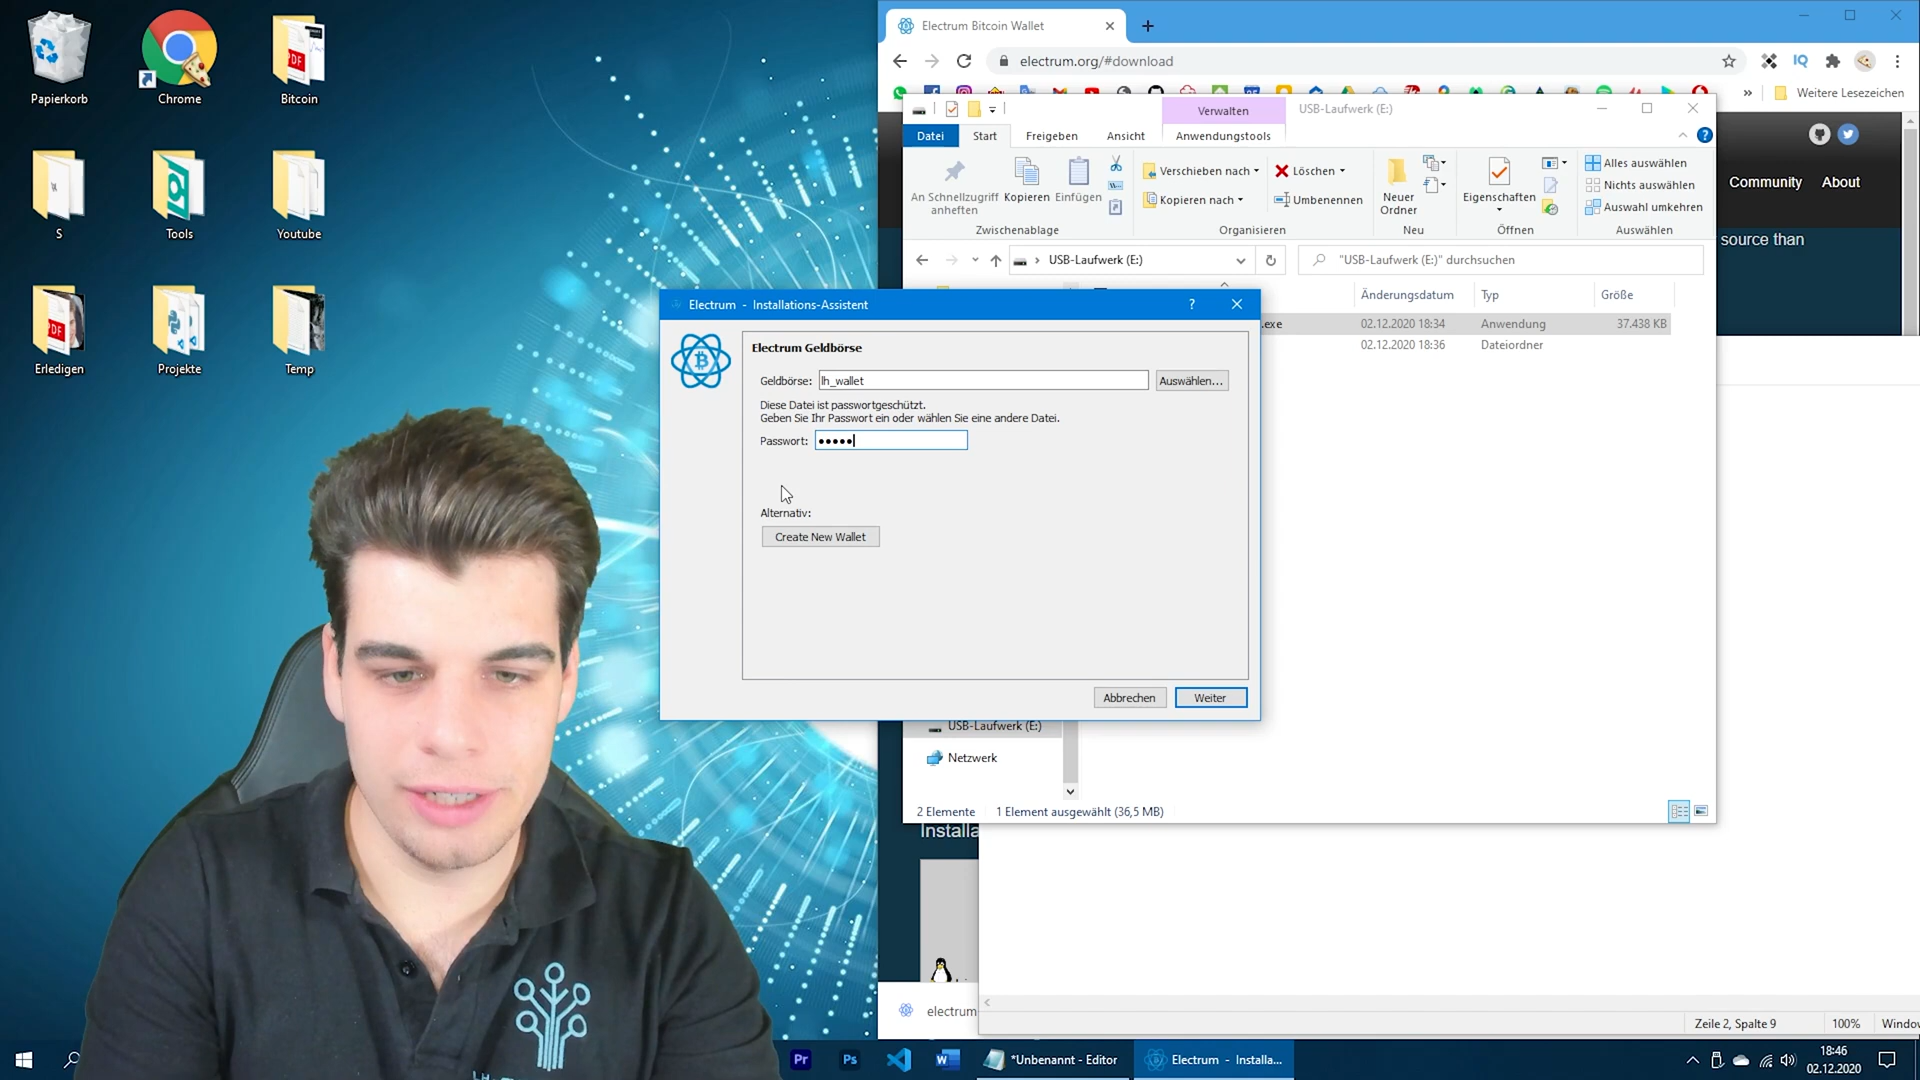 Papierkorb
Chrome
Bitcoin
S
Tools
Youtube
Erledigen
Projekte
Temp
Electrum Bitcoin Wallet
electrum.org/#download
IQ
Weitere Lesezeichen
Verwalten
USB-Laufwerk (E:)
Datei
Start
Freigeben
Ansicht
Anwendungstools
An Schnellzugriff
anheften
Kopieren
Einfügen
Verschieben nach
Kopieren nach
Löschen
Umbenennen
Neuer
Ordner
Eigenschaften
Alles auswählen
Nichts auswählen
Auswahl umkehren
Zwischenablage
Organisieren
Neu
Öffnen
Auswählen
Community
About
source than
USB-Laufwerk (E:)
"USB-Laufwerk (E:)" durchsuchen
Änderungsdatum
Typ
Größe
.exe
02.12.2020 18:34
Anwendung
37.438 KB
02.12.2020 18:36
Dateiordner
Electrum - Installations-Assistent
Electrum Geldbörse
Geldbörse:
lh_wallet
Auswählen...
Diese Datei ist passwortgeschützt.
Geben Sie Ihr Passwort ein oder wählen Sie eine andere Datei.
Passwort:
●●●●●
Alternativ:
Create New Wallet
Abbrechen
Weiter
USB-Laufwerk (E:)
Netzwerk
2 Elemente
1 Element ausgewählt (36,5 MB)
Installa
electrum
Zeile 2, Spalte 9
100%
Window
Pr
Ps
*Unbenannt - Editor
Electrum - Installa...
18:46
02.12.2020